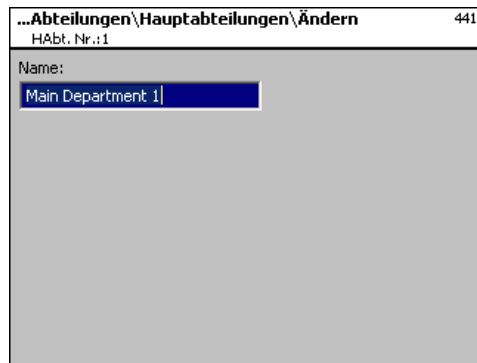 ...Abteilungen\Hauptabteilungen\Ändern 441
HAbt. Nr.:1
Name:
Main Department 1